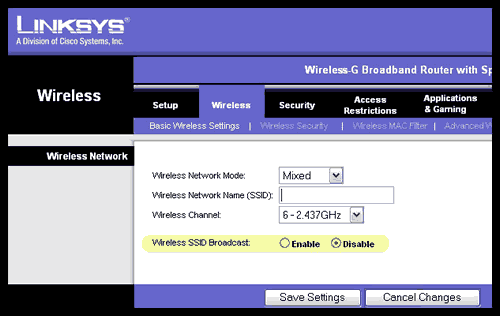 LINKSYS®
A Division of Cisco Systems, Inc.
Wireless-G Broadband Router with Sp
Wireless
Setup Wireless Security Access Restrictions Applications & Gaming
Basic Wireless Settings | Wireless Security | Wireless MAC Filter | Advanced W
Wireless Network
Wireless Network Mode: Mixed
Wireless Network Name (SSID):
Wireless Channel: 6 - 2.437GHz
Wireless SSID Broadcast: Enable Disable
Save Settings Cancel Changes